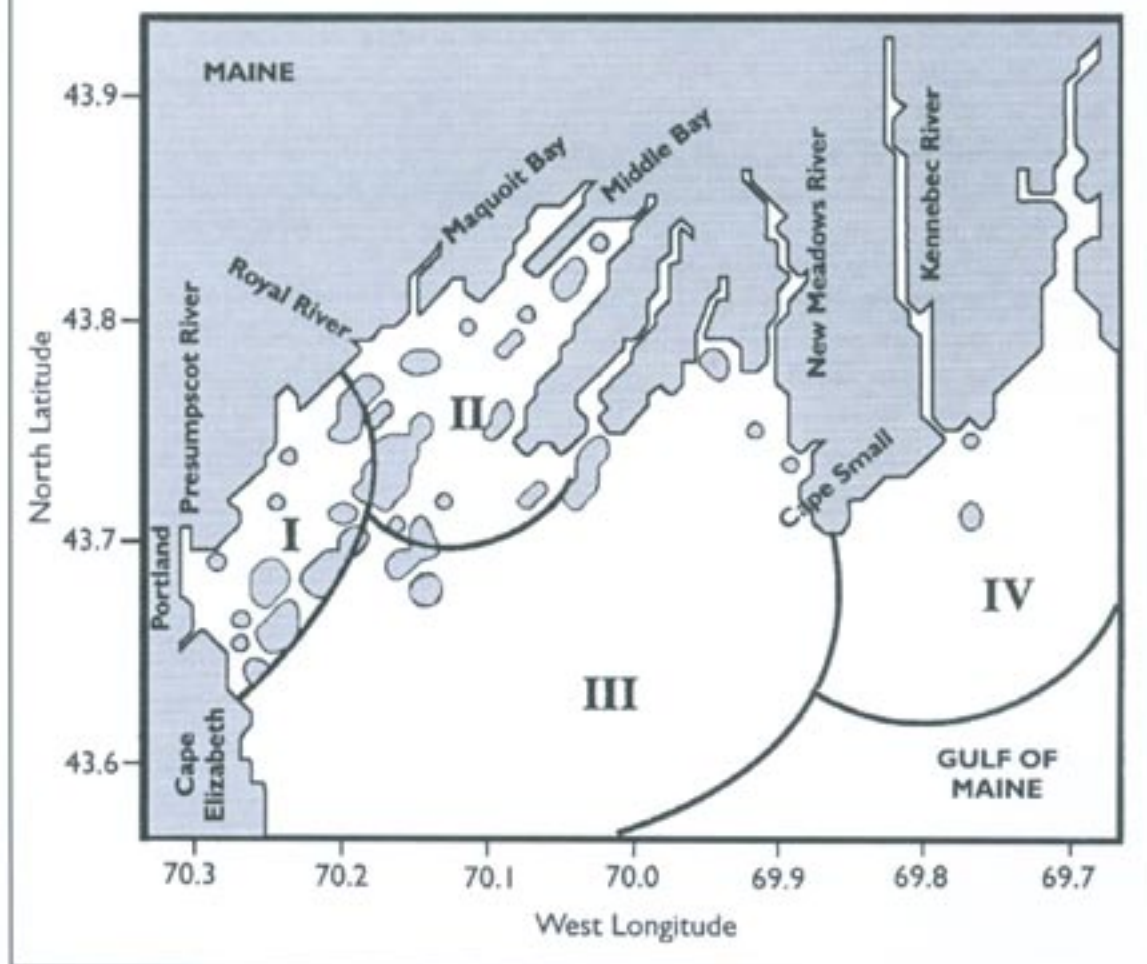 MAINE
43.9
43.8
43.7
43.6
North Latitude
Maquoit Bay
Middle Bay
Royal River
Presumpscot River
New Meadows River
Kennebec River
Cape Small
Portland
Cape
Elizabeth
I
II
III
IV
GULF OF
MAINE
70.3
70.2
70.1
70.0
69.9
69.8
69.7
West Longitude